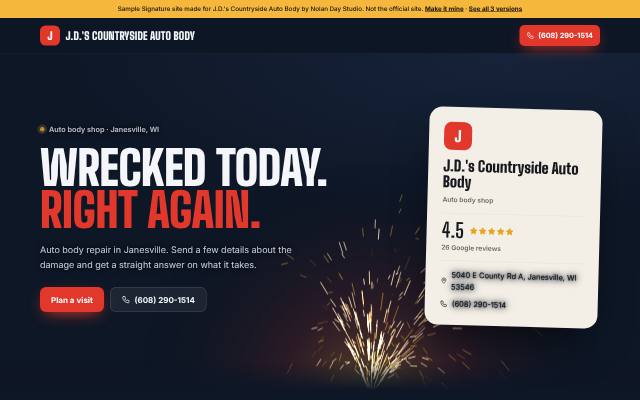 Sample Signature site made for J.D.'s Countryside Auto Body by Nolan Day Studio. Not the official site. Make it mine · See all 3 versions
J J.D.'S COUNTRYSIDE AUTO BODY
(608) 290-1514
Auto body shop · Janesville, WI
WRECKED TODAY.
RIGHT AGAIN.
Auto body repair in Janesville. Send a few details about the
damage and get a straight answer on what it takes.
Plan a visit
(608) 290-1514
J
J.D.'s Countryside Auto
Body
Auto body shop
4.5 ★★★★★
26 Google reviews
5040 E County Rd A, Janesville, WI
53546
(608) 290-1514